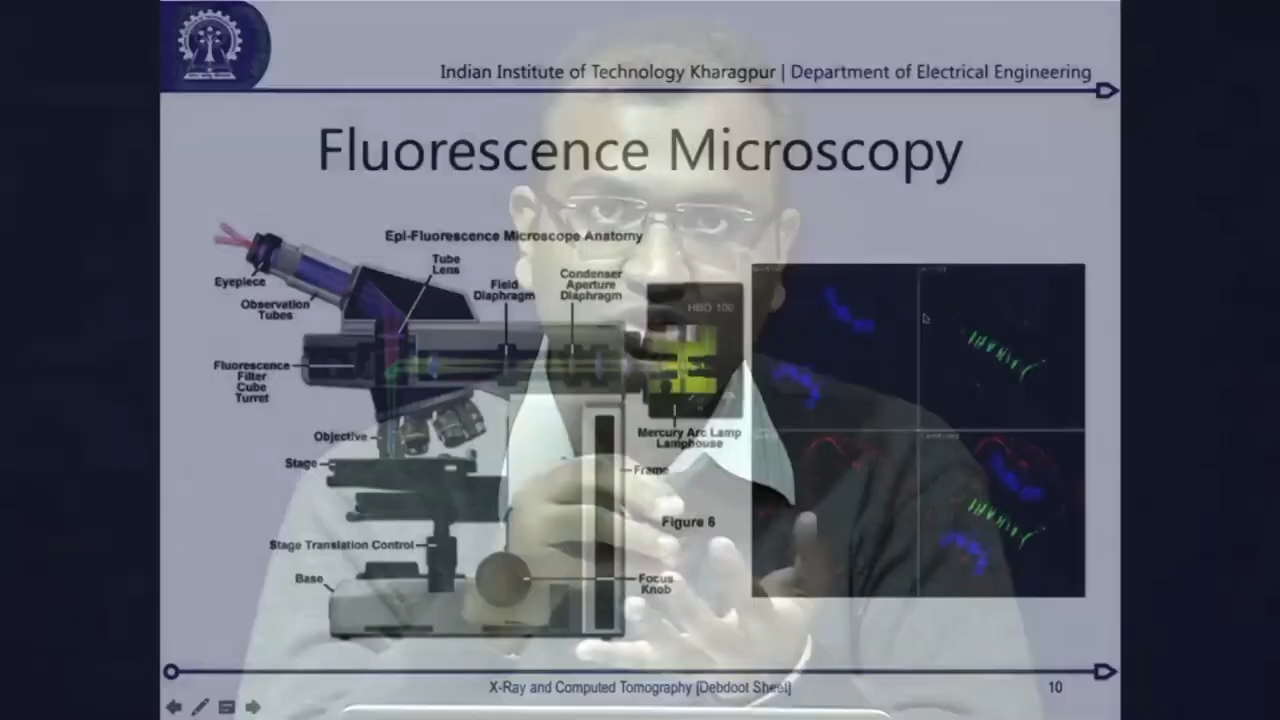 Indian Institute of Technology Kharagpur | Department of Electrical Engineering
Fluorescence Microscopy
Epi-Fluorescence Microscope Anatomy
Tube
Lens
Eyepiece
Observation
Tubes
Field
Diaphragm
Condenser
Aperture
Diaphragm
HBO 100
Fluorescence
Filter
Cube
Turret
Objective
Stage
Mercury Arc Lamp
Lamphouse
Frame
Figure 6
Stage Translation Control
Base
Focus
Knob
X-Ray and Computed Tomography [Debdoot Sheet]
10